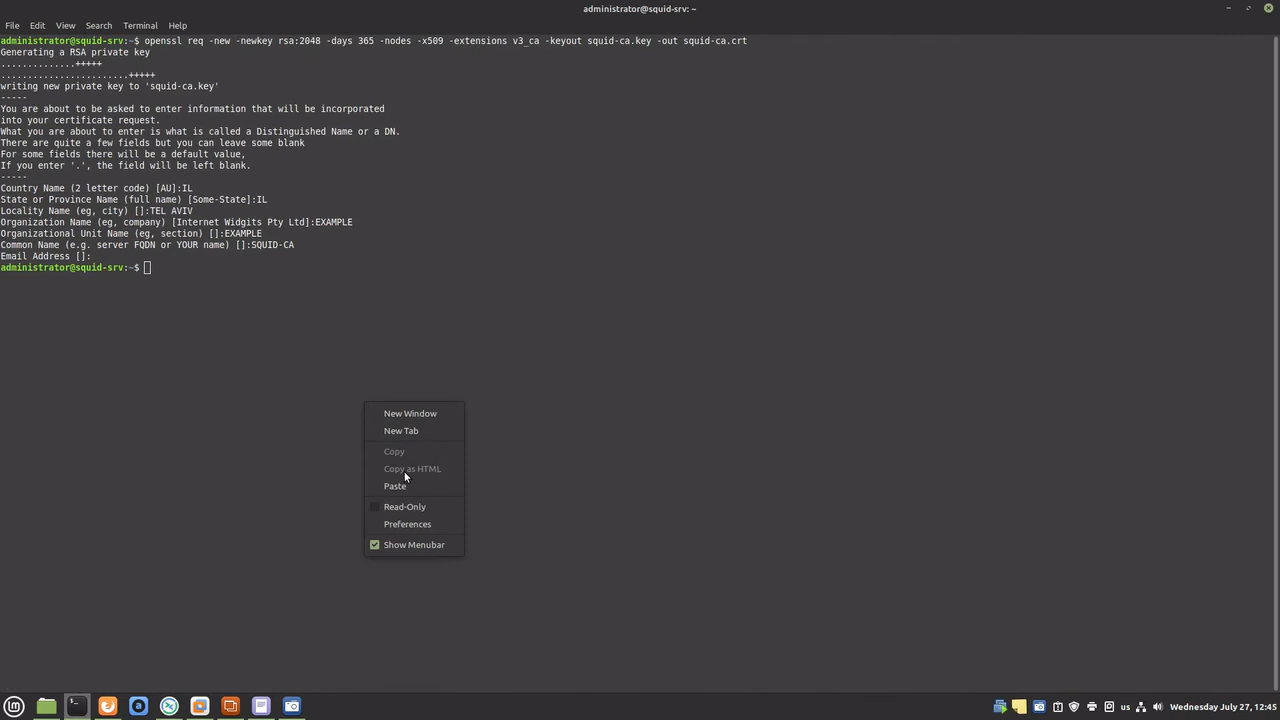 administrator@squid-srv: ~
File Edit View Search Terminal Help
administrator@squid-srv:~$ openssl req -new -newkey rsa:2048 -days 365 -nodes -x509 -extensions v3_ca -keyout squid-ca.key -out squid-ca.crt
Generating a RSA private key
..............+++++
........................+++++
writing new private key to 'squid-ca.key'
-----
You are about to be asked to enter information that will be incorporated
into your certificate request.
What you are about to enter is what is called a Distinguished Name or a DN.
There are quite a few fields but you can leave some blank
For some fields there will be a default value,
If you enter '.', the field will be left blank.
-----
Country Name (2 letter code) [AU]:IL
State or Province Name (full name) [Some-State]:IL
Locality Name (eg, city) []:TEL AVIV
Organization Name (eg, company) [Internet Widgits Pty Ltd]:EXAMPLE
Organizational Unit Name (eg, section) []:EXAMPLE
Common Name (e.g. server FQDN or YOUR name) []:SQUID-CA
Email Address []:
administrator@squid-srv:~$
New Window
New Tab
Copy
Copy as HTML
Paste
Read-Only
Preferences
Show Menubar
us Wednesday July 27, 12:45